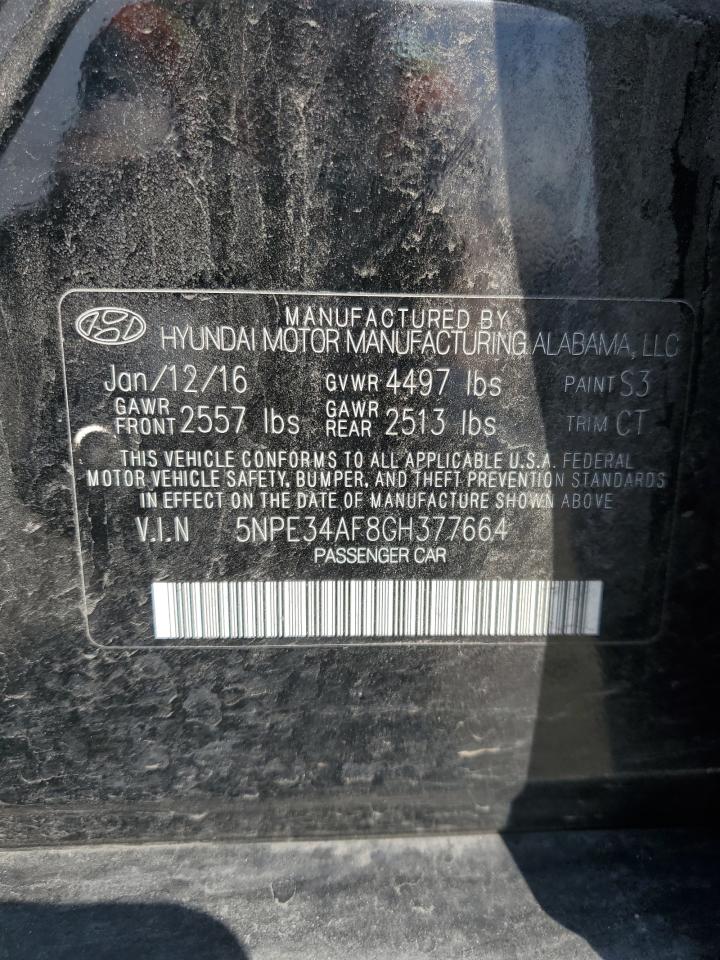 MANUFACTURED BY
HYUNDAI MOTOR MANUFACTURING ALABAMA, LLC
Jan/12/16 GVWR 4497 lbs PAINT S3
GAWR FRONT 2557 lbs GAWR REAR 2513 lbs TRIM CT
THIS VEHICLE CONFORMS TO ALL APPLICABLE U.S.A. FEDERAL
MOTOR VEHICLE SAFETY, BUMPER, AND THEFT PREVENTION STANDARDS
IN EFFECT ON THE DATE OF MANUFACTURE SHOWN ABOVE
V.I.N 5NPE34AF8GH377664
PASSENGER CAR